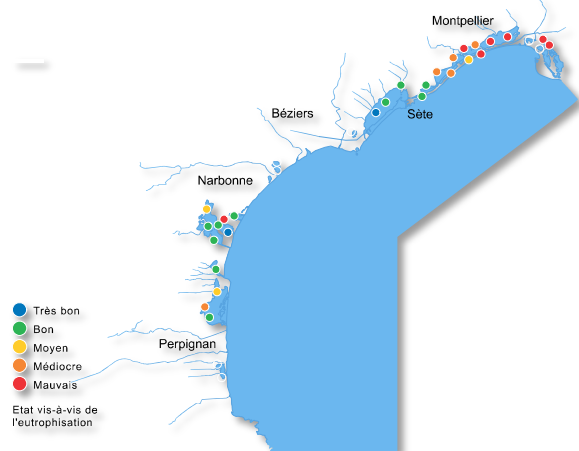 Montpellier
Béziers
Sète
Narbonne
Très bon
Bon
Moyen
Perpignan
Médiocre
Mauvais
Etat vis-à-vis de
l'eutrophisation